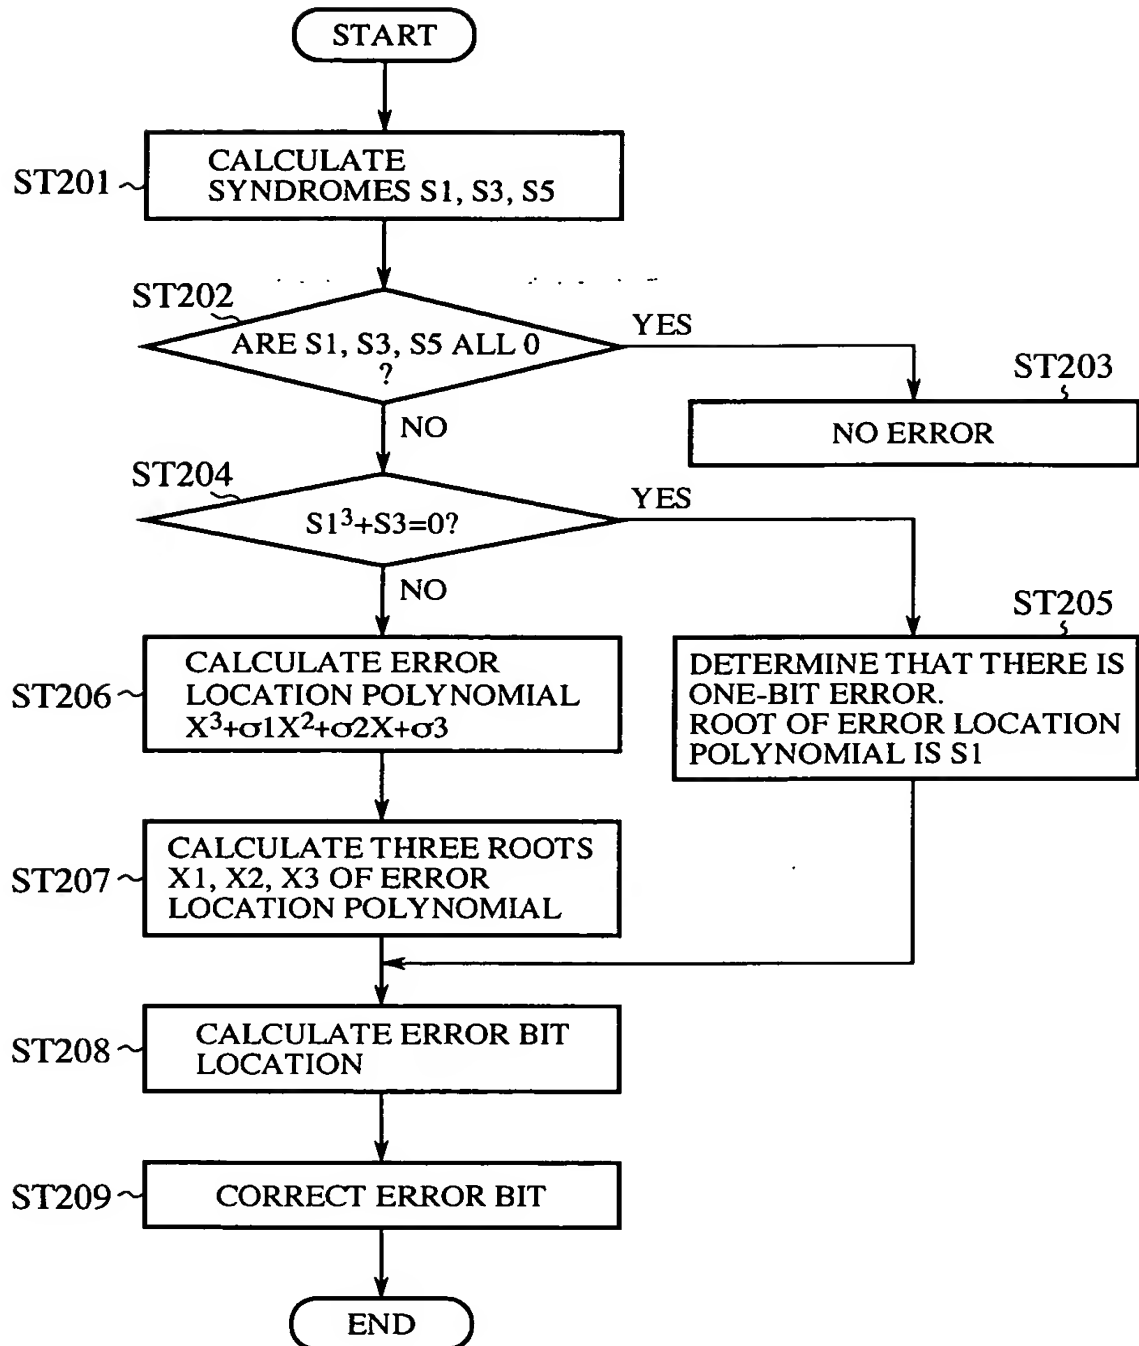 START
ST201
CALCULATE
SYNDROMES S1, S3, S5
ST202
ARE S1, S3, S5 ALL 0
?
YES
NO
ST203
NO ERROR
ST204
S1³+S3=0?
YES
NO
ST205
DETERMINE THAT THERE IS
ONE-BIT ERROR.
ROOT OF ERROR LOCATION
POLYNOMIAL IS S1
ST206
CALCULATE ERROR
LOCATION POLYNOMIAL
X³+σ1X²+σ2X+σ3
ST207
CALCULATE THREE ROOTS
X1, X2, X3 OF ERROR
LOCATION POLYNOMIAL
ST208
CALCULATE ERROR BIT
LOCATION
ST209
CORRECT ERROR BIT
END